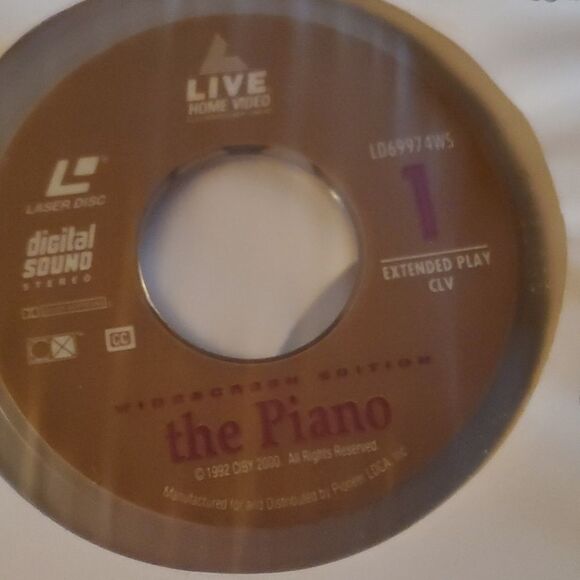 LIVE
HOME VIDEO
LD69974WS
1
EXTENDED PLAY
CLV
LASER DISC
digital
SOUND
STEREO
CX
CC
WIDESCREEN EDITION
the Piano
© 1992 CIBY 2000. All Rights Reserved.
Manufactured for and Distributed by Pioneer LDCA, Inc.